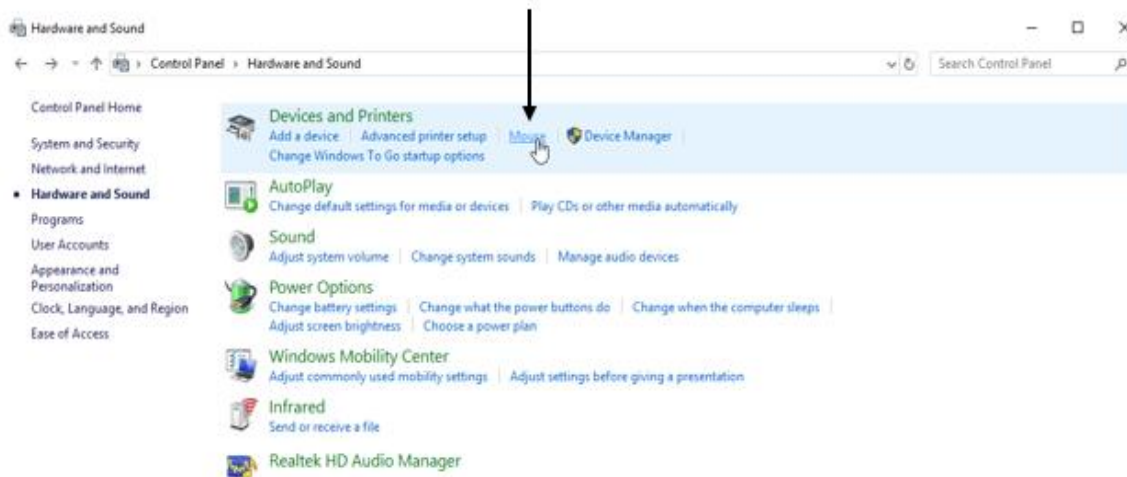 Hardware and Sound
Control Panel › Hardware and Sound
Search Control Panel
Control Panel Home
System and Security
Network and Internet
Hardware and Sound
Programs
User Accounts
Appearance and
Personalization
Clock, Language, and Region
Ease of Access
Devices and Printers
Add a device | Advanced printer setup | Mouse | Device Manager
Change Windows To Go startup options
AutoPlay
Change default settings for media or devices | Play CDs or other media automatically
Sound
Adjust system volume | Change system sounds | Manage audio devices
Power Options
Change battery settings | Change what the power buttons do | Change when the computer sleeps
Adjust screen brightness | Choose a power plan
Windows Mobility Center
Adjust commonly used mobility settings | Adjust settings before giving a presentation
Infrared
Send or receive a file
Realtek HD Audio Manager